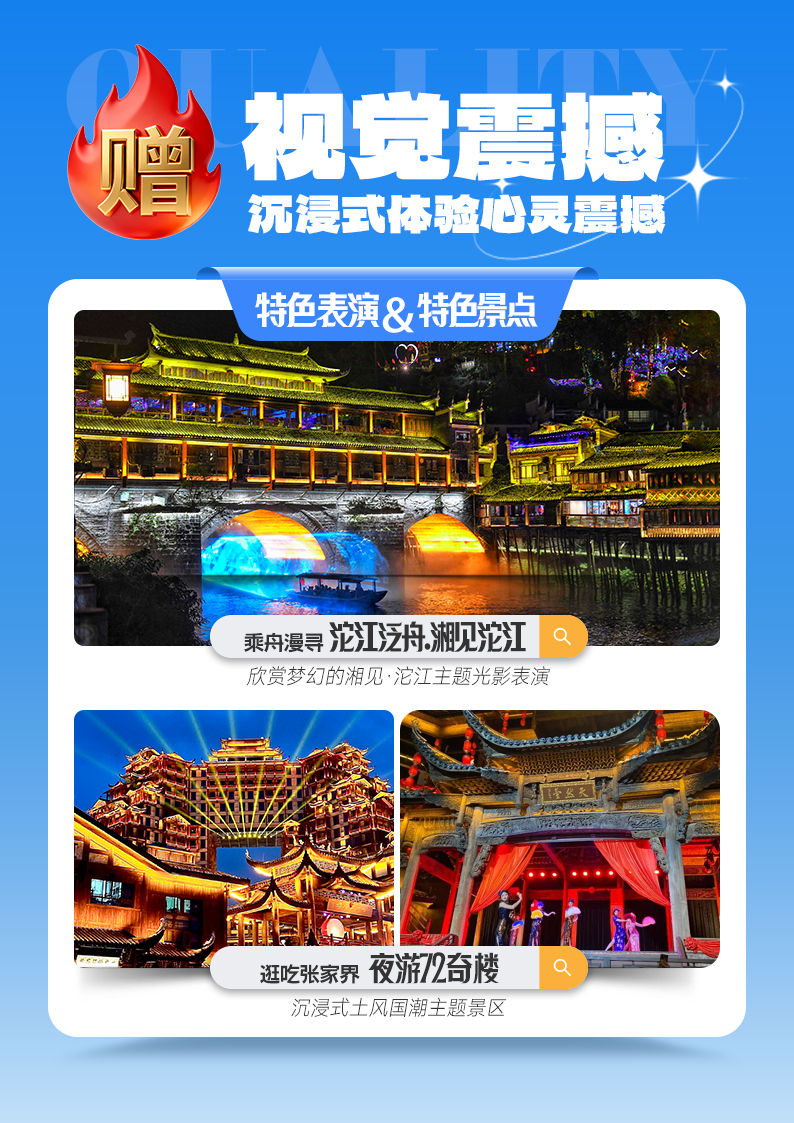 QUALITY
赠
视觉震撼
沉浸式体验心灵震撼
特色表演&特色景点
乘舟漫寻 沱江泛舟.湘见沱江
欣赏梦幻的湘见·沱江主题光影表演
逛吃张家界 夜游72奇楼
沉浸式土风国潮主题景区